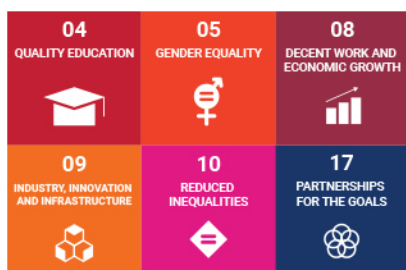 04
QUALITY EDUCATION
05
GENDER EQUALITY
08
DECENT WORK AND
ECONOMIC GROWTH
09
INDUSTRY, INNOVATION
AND INFRASTRUCTURE
10
REDUCED
INEQUALITIES
17
PARTNERSHIPS
FOR THE GOALS